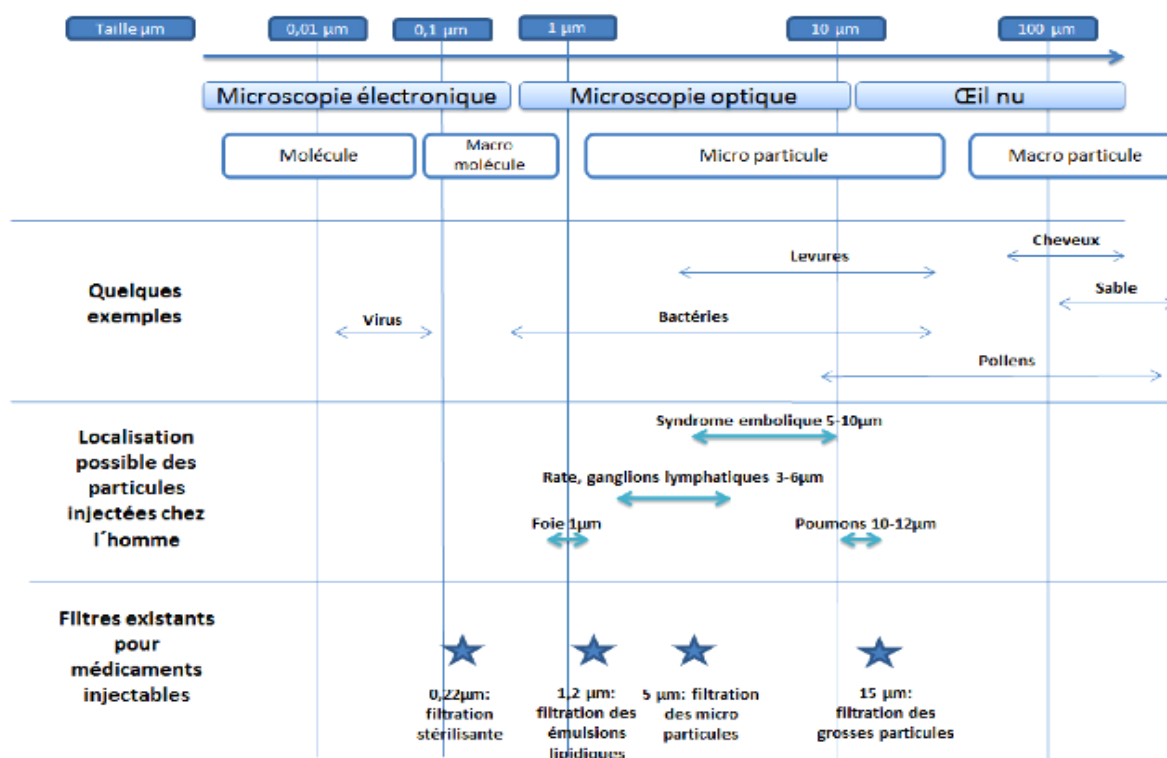 Taille µm
0,01 µm
0,1 µm
1 µm
10 µm
100 µm
Microscopie électronique
Microscopie optique
Œil nu
Molécule
Macro
molécule
Micro particule
Macro particule
Quelques
exemples
Cheveux
Levures
Sable
Virus
Bactéries
Pollens
Localisation
possible des
particules
injectées chez
l´homme
Syndrome embolique 5-10µm
Rate, ganglions lymphatiques 3-6µm
Foie 1µm
Poumons 10-12µm
Filtres existants
pour
médicaments
injectables
0,22µm:
filtration
stérilisante
1,2 µm:
filtration des
émulsions
lipidiques
5 µm: filtration
des micro
particules
15 µm:
filtration des
grosses particules